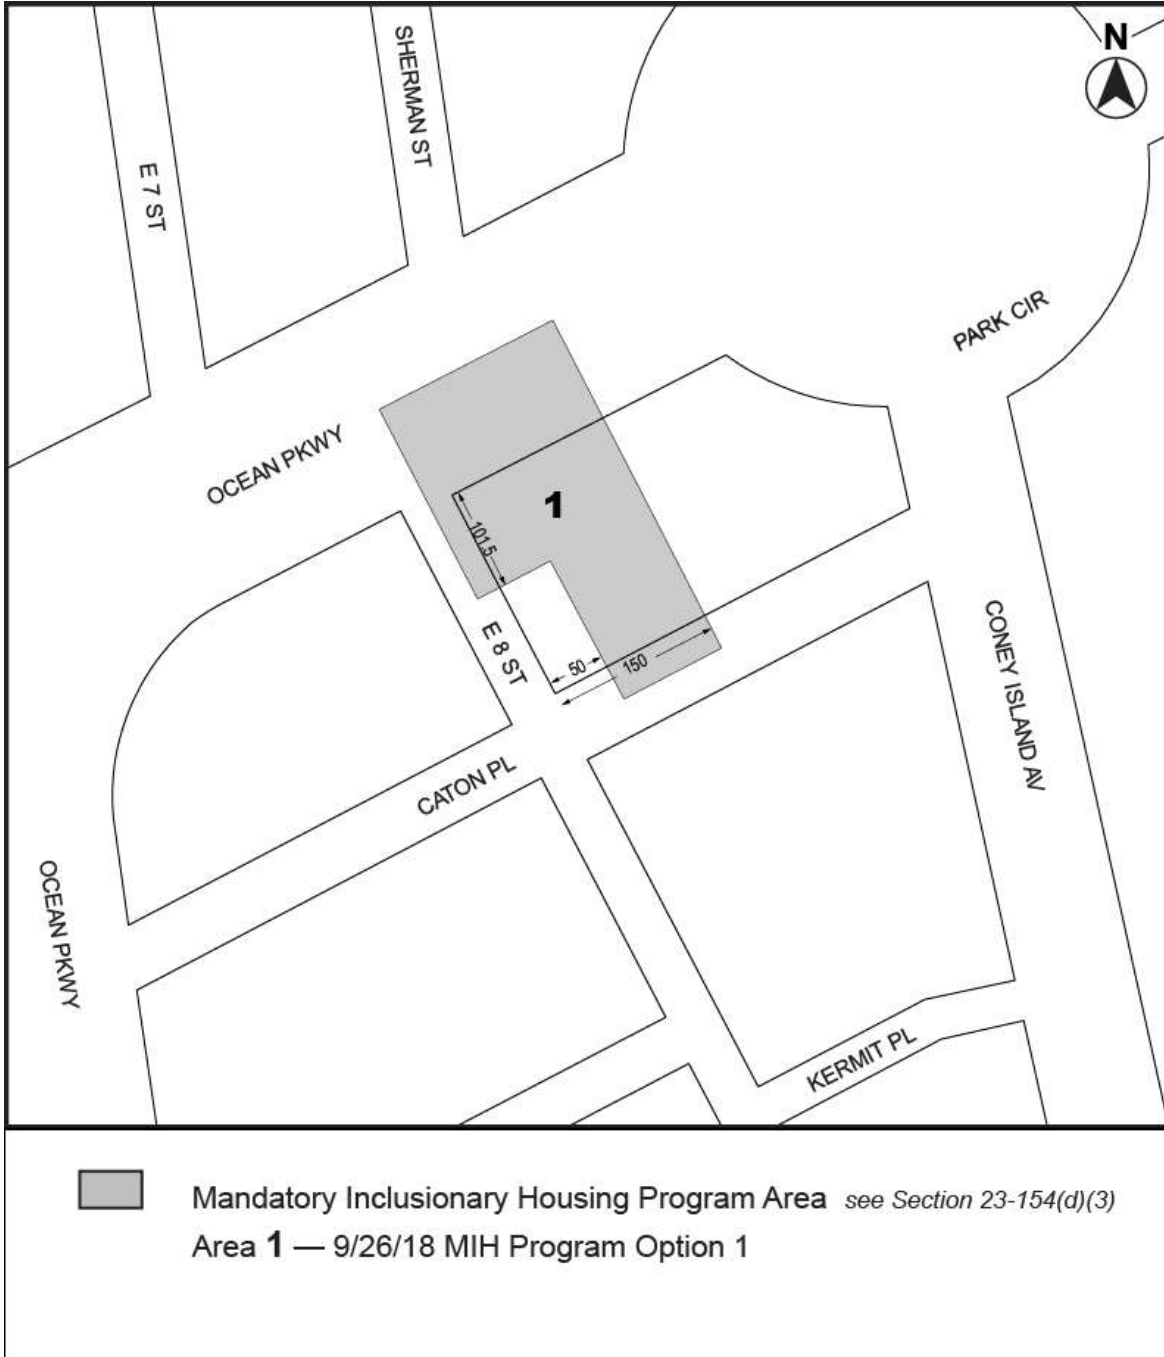 N
SHERMAN ST
E 7 ST
PARK CIR
OCEAN PKWY
1
101.5
E 8 ST
50
150
CONEY ISLAND AV
CATON PL
OCEAN PKWY
KERMIT PL
Mandatory Inclusionary Housing Program Area see Section 23-154(d)(3)
Area 1 — 9/26/18 MIH Program Option 1